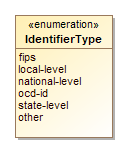 «enumeration»
IdentifierType
fips
local-level
national-level
ocd-id
state-level
other